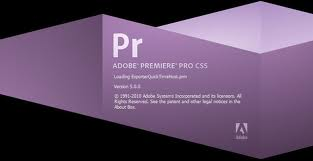 Pr
ADOBE® PREMIERE® PRO CS5
Loading ExporterQuickTimeHost.prm
Version 5.0.0
© 1991-2010 Adobe Systems Incorporated and its licensors. All
Rights Reserved. See the patent and other legal notices in the
About Box.
Adobe